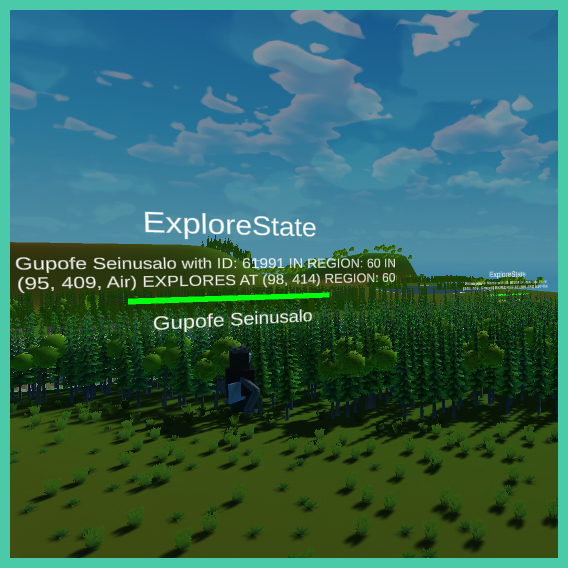 ExploreState
Gupofe Seinusalo with ID: 61991 IN REGION: 60 IN
(95, 409, Air) EXPLORES AT (98, 414) REGION: 60
Gupofe Seinusalo
ExploreState